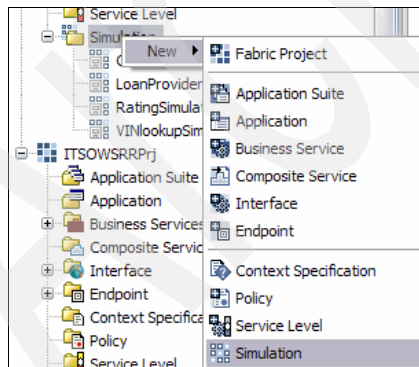 Service Level
Simulation
New
Fabric Project
LoanProvider
Application Suite
RatingSimula
Application
VINlookupSim
Business Service
ITSOWSRRPrj
Composite Service
Application Suite
Interface
Application
Endpoint
Business Services
Composite Servic
Context Specification
Interface
Policy
Endpoint
Service Level
Context Specifica
Simulation
Policy
Service Level